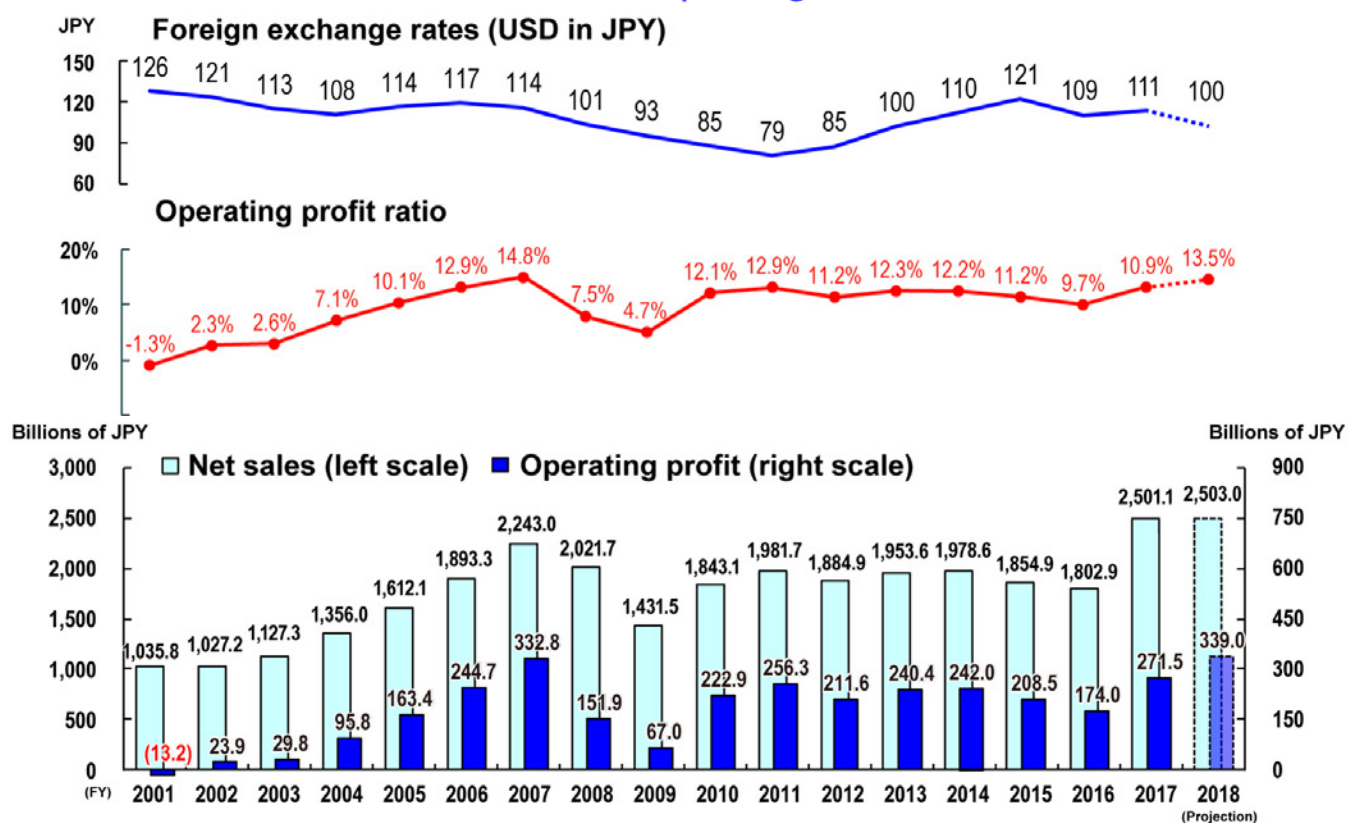 JPY
Foreign exchange rates (USD in JPY)
150
120
90
60
126 121 113 108 114 117 114 101 93 85 79 85 100 110 121 109 111 100
Operating profit ratio
20%
10%
0%
-1.3% 2.3% 2.6% 7.1% 10.1% 12.9% 14.8% 7.5% 4.7% 12.1% 12.9% 11.2% 12.3% 12.2% 11.2% 9.7% 10.9% 13.5%
Billions of JPY Billions of JPY
Net sales (left scale) Operating profit (right scale)
3,000 900
2,500 750
2,000 600
1,500 450
1,000 300
500 150
0 0
1,035.8 1,027.2 1,127.3 1,356.0 1,612.1 1,893.3 2,243.0 2,021.7 1,431.5 1,843.1 1,981.7 1,884.9 1,953.6 1,978.6 1,854.9 1,802.9 2,501.1 2,503.0
(13.2) 23.9 29.8 95.8 163.4 244.7 332.8 151.9 67.0 222.9 256.3 211.6 240.4 242.0 208.5 174.0 271.5 339.0
(FY) 2001 2002 2003 2004 2005 2006 2007 2008 2009 2010 2011 2012 2013 2014 2015 2016 2017 2018
(Projection)